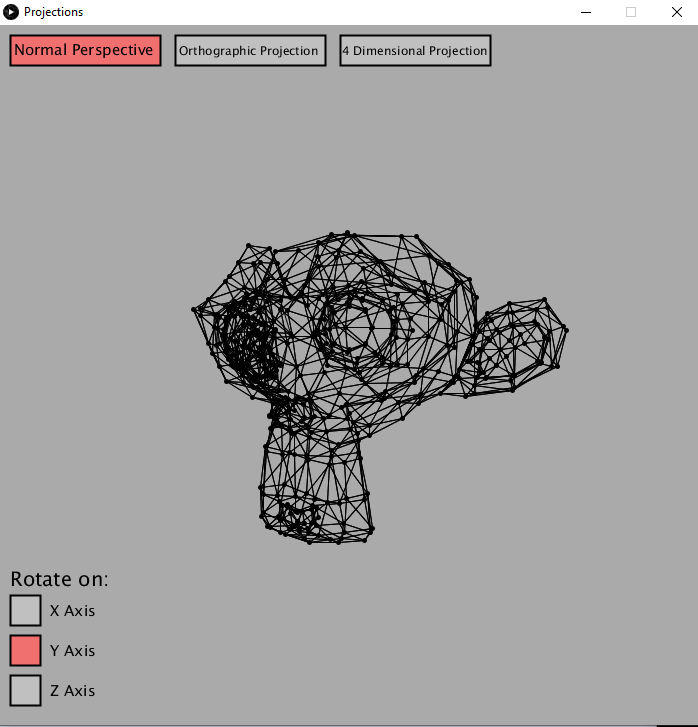 Projections
Normal Perspective
Orthographic Projection
4 Dimensional Projection
Rotate on:
X Axis
Y Axis
Z Axis